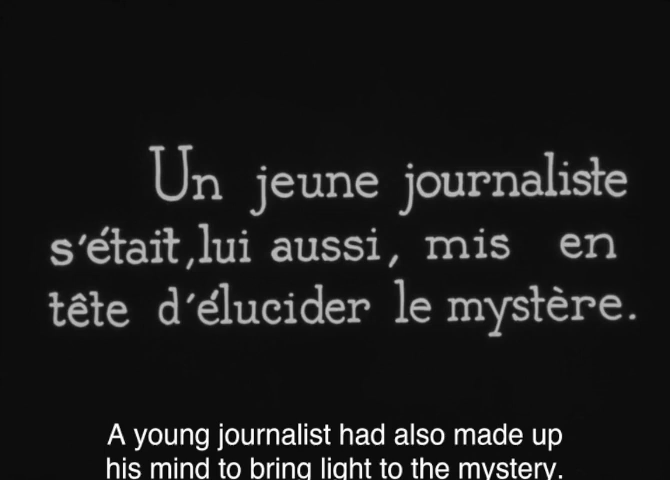 Un jeune journaliste
s'était, lui aussi, mis en
tête d'élucider le mystère.
A young journalist had also made up
his mind to bring light to the mystery.